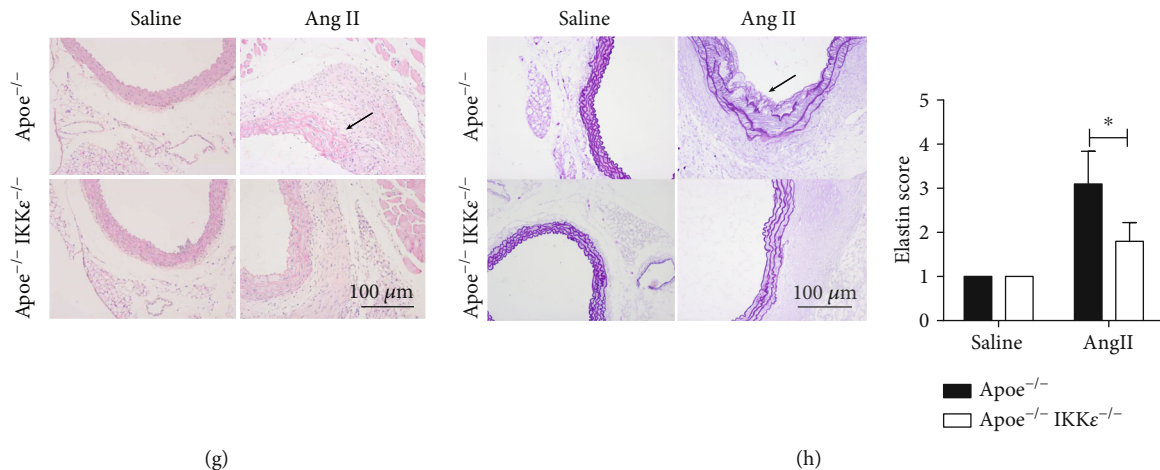 Saline Ang II
Apoe⁻/⁻
Apoe⁻/⁻ IKKε⁻/⁻
100 µm
(g)
Saline Ang II
Apoe⁻/⁻
Apoe⁻/⁻ IKKε⁻/⁻
100 µm
(h)
Elastin score
5
4
3
2
1
0
*
Saline AngII
Apoe⁻/⁻
Apoe⁻/⁻ IKKε⁻/⁻